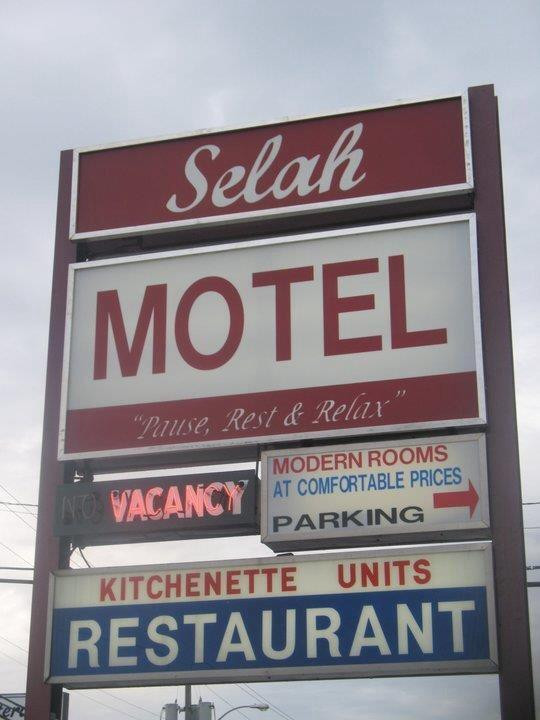 Selah
MOTEL
"Pause, Rest & Relax"
NO VACANCY
MODERN ROOMS
AT COMFORTABLE PRICES
PARKING
KITCHENETTE UNITS
RESTAURANT